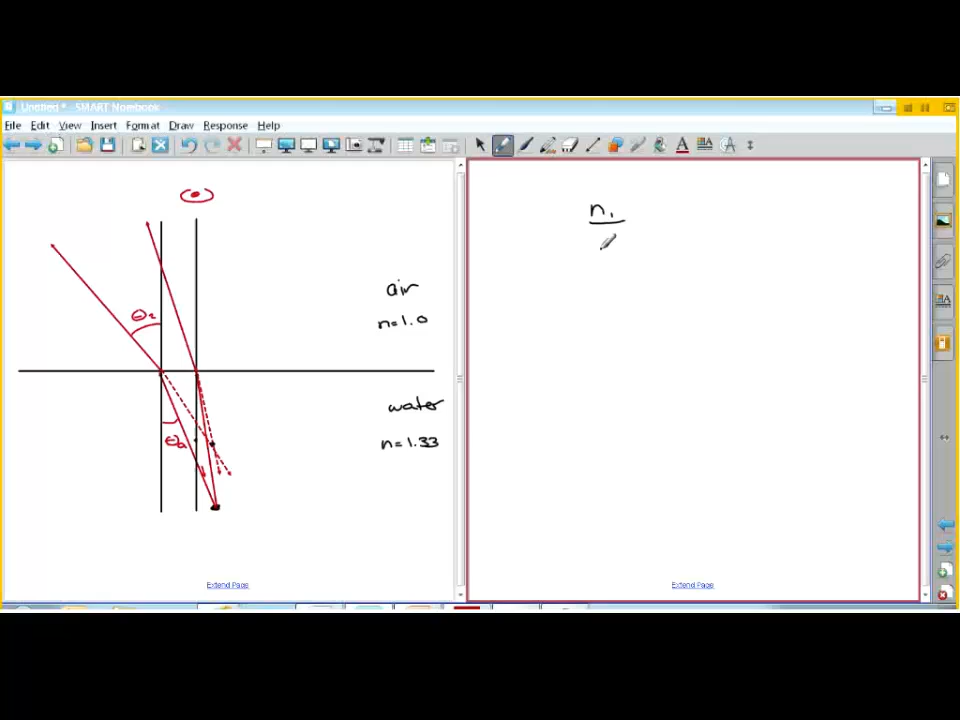 Untitled * - SMART Notebook
File Edit View Insert Format Draw Response Help
air
n=1.0
water
n=1.33
n₁
Extend Page
Extend Page